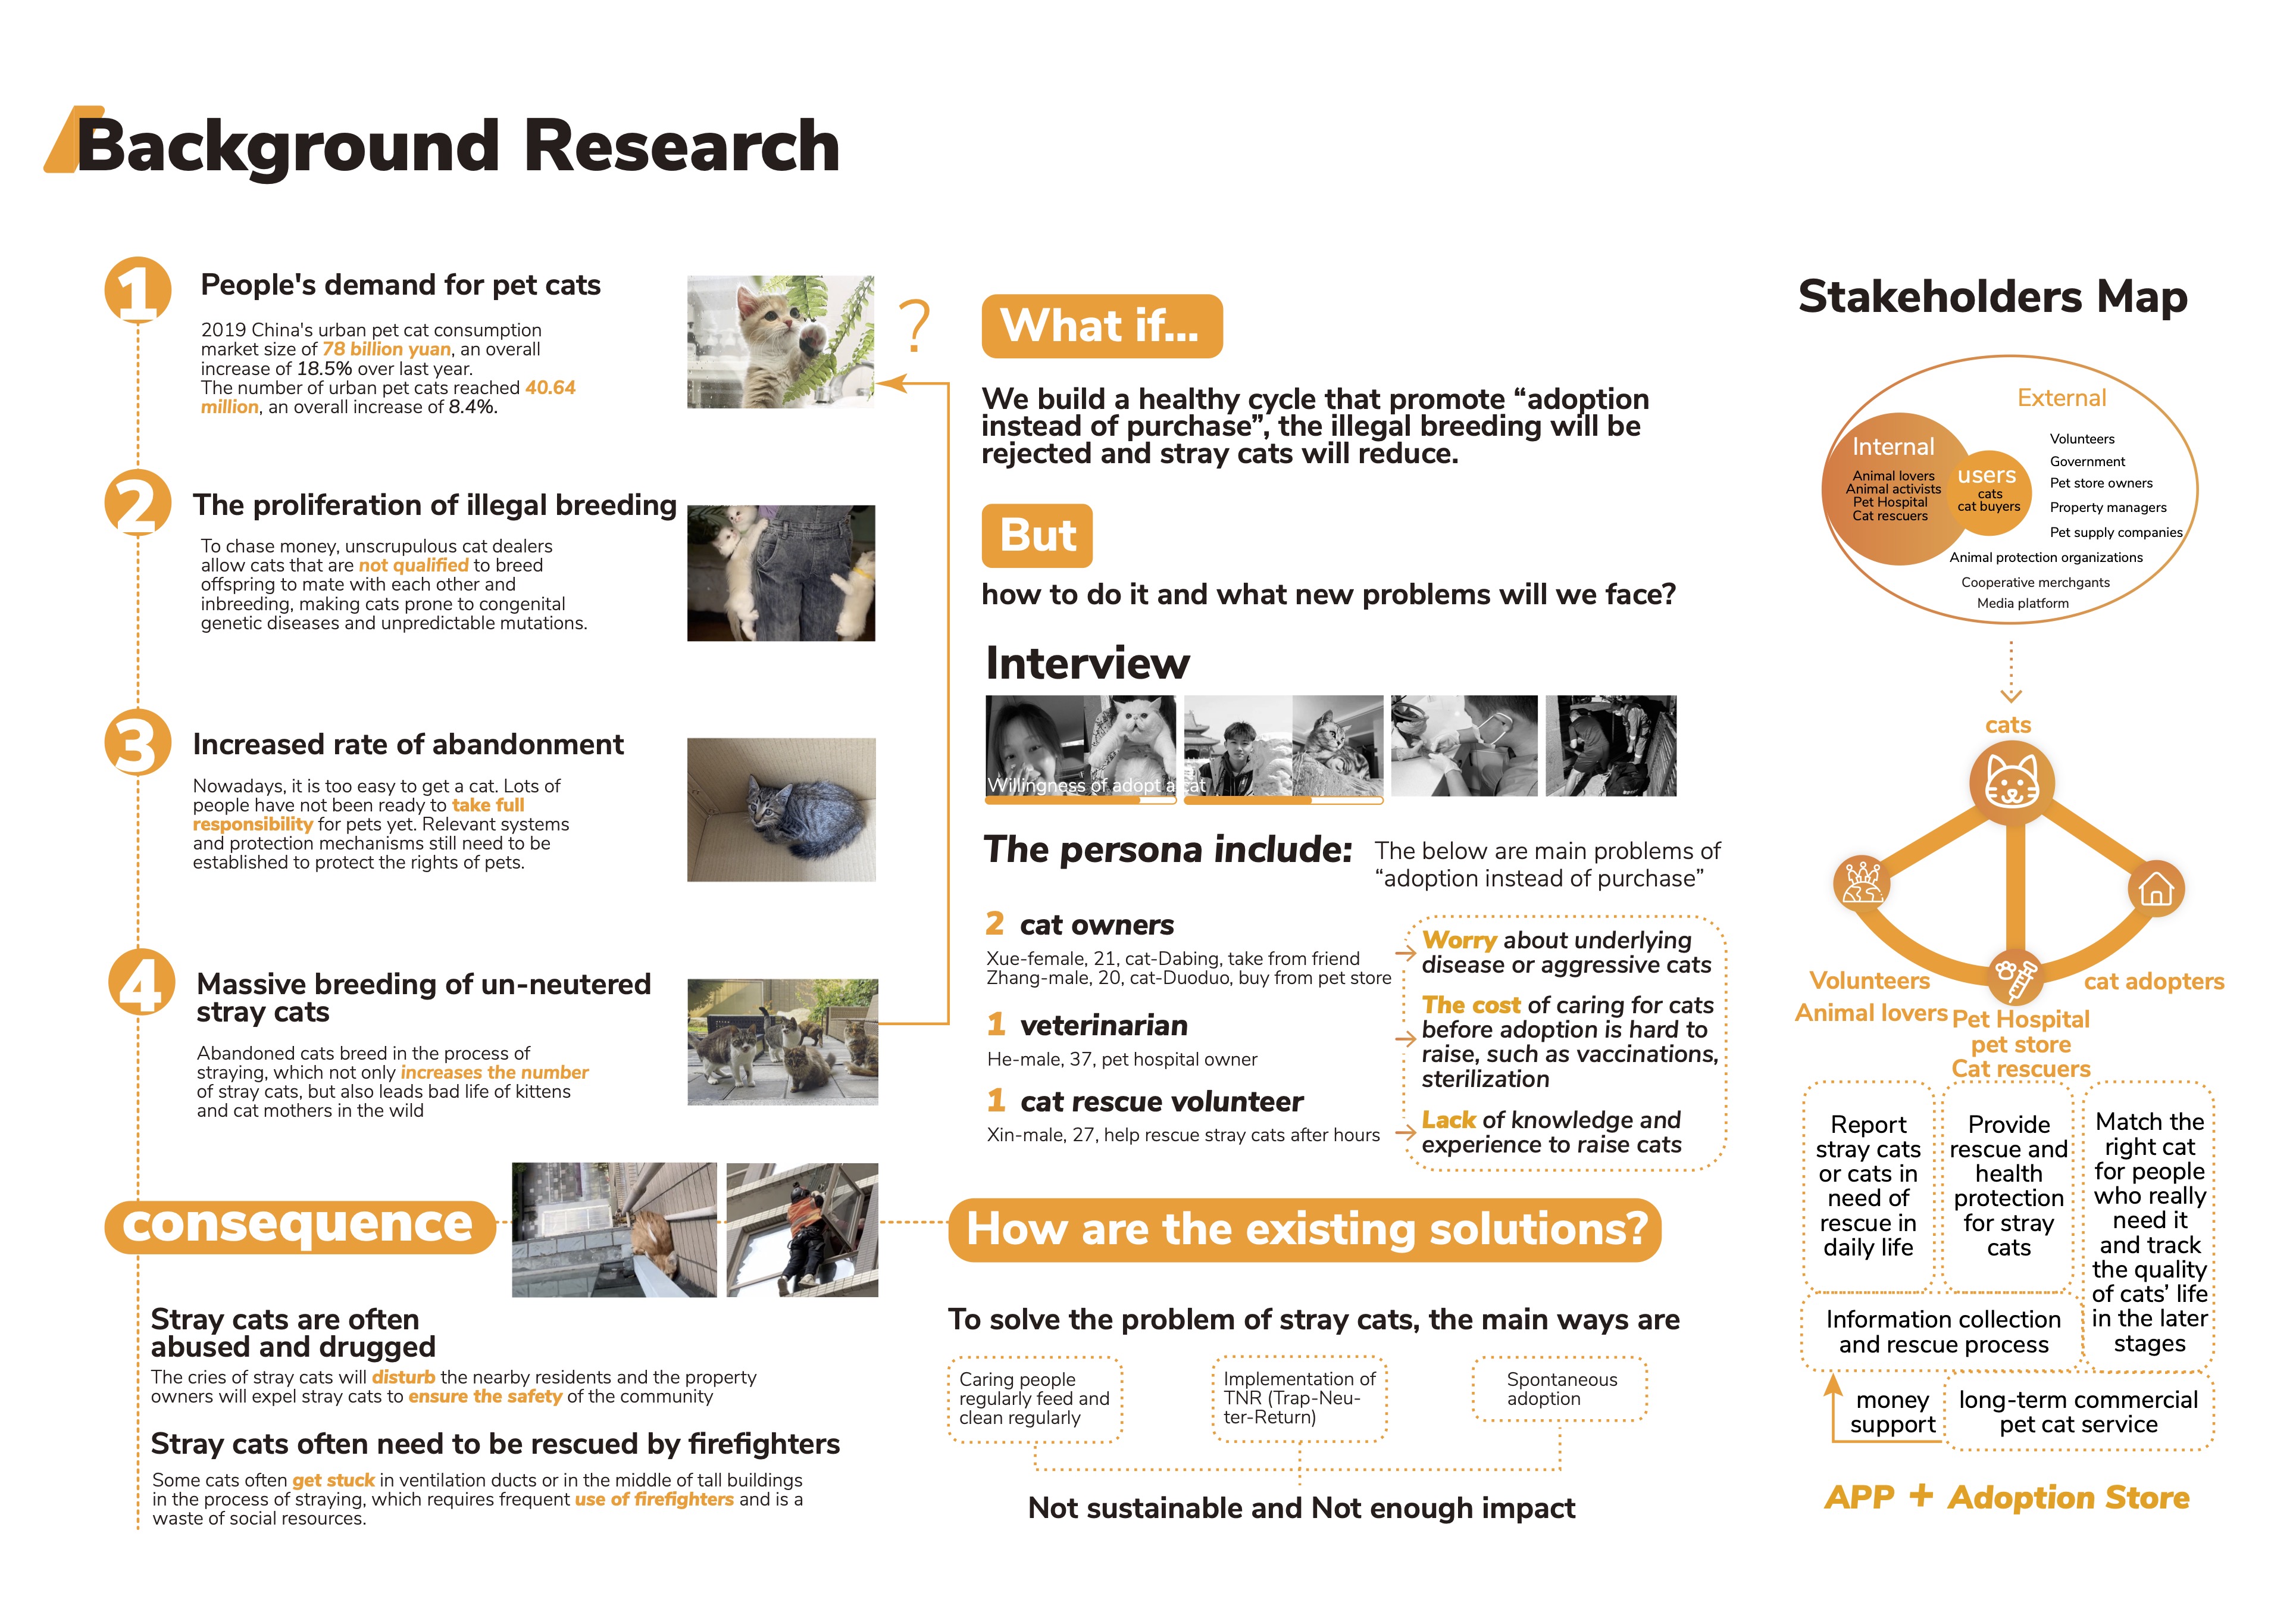 Background Research
1
People's demand for pet cats
2019 China's urban pet cat consumption
market size of 78 billion yuan, an overall
increase of 18.5% over last year.
The number of urban pet cats reached 40.64
million, an overall increase of 8.4%.
2
The proliferation of illegal breeding
To chase money, unscrupulous cat dealers
allow cats that are not qualified to breed
offspring to mate with each other and
inbreeding, making cats prone to congenital
genetic diseases and unpredictable mutations.
3
Increased rate of abandonment
Nowadays, it is too easy to get a cat. Lots of
people have not been ready to take full
responsibility for pets yet. Relevant systems
and protection mechanisms still need to be
established to protect the rights of pets.
4
Massive breeding of un-neutered
stray cats
Abandoned cats breed in the process of
straying, which not only increases the number
of stray cats, but also leads bad life of kittens
and cat mothers in the wild
consequence
Stray cats are often
abused and drugged
The cries of stray cats will disturb the nearby residents and the property
owners will expel stray cats to ensure the safety of the community
Stray cats often need to be rescued by firefighters
Some cats often get stuck in ventilation ducts or in the middle of tall buildings
in the process of straying, which requires frequent use of firefighters and is a
waste of social resources.
?
What if...
We build a healthy cycle that promote “adoption
instead of purchase”, the illegal breeding will be
rejected and stray cats will reduce.
But
how to do it and what new problems will we face?
Interview
Willingness of adopt a cat
The persona include:
The below are main problems of
“adoption instead of purchase”
2 cat owners
Xue-female, 21, cat-Dabing, take from friend
Zhang-male, 20, cat-Duoduo, buy from pet store
1 veterinarian
He-male, 37, pet hospital owner
1 cat rescue volunteer
Xin-male, 27, help rescue stray cats after hours
Worry about underlying
disease or aggressive cats
The cost of caring for cats
before adoption is hard to
raise, such as vaccinations,
sterilization
Lack of knowledge and
experience to raise cats
How are the existing solutions?
To solve the problem of stray cats, the main ways are
Caring people
regularly feed and
clean regularly
Implementation of
TNR (Trap-Neu-
ter-Return)
Spontaneous
adoption
Not sustainable and Not enough impact
Stakeholders Map
External
Internal
Animal lovers
Animal activists
Pet Hospital
Cat rescuers
users
cats
cat buyers
Volunteers
Government
Pet store owners
Property managers
Pet supply companies
Animal protection organizations
Cooperative merchgants
Media platform
cats
Volunteers
Animal lovers
Pet Hospital
pet store
Cat rescuers
cat adopters
Report
stray cats
or cats in
need of
rescue in
daily life
Provide
rescue and
health
protection
for stray
cats
Match the
right cat
for people
who really
need it
and track
the quality
of cats’ life
in the later
stages
Information collection
and rescue process
money
support
long-term commercial
pet cat service
APP + Adoption Store